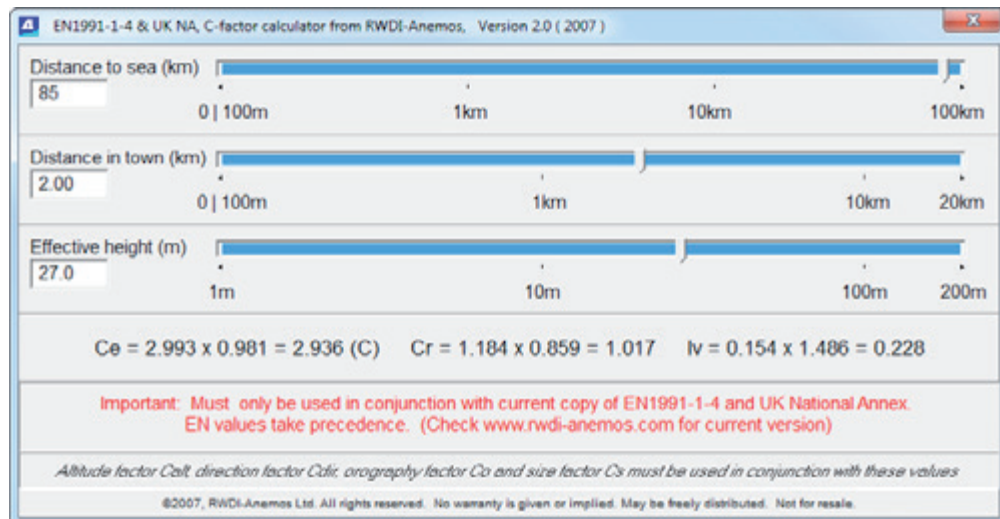 EN1991-1-4 & UK NA, C-factor calculator from RWDI-Anemos, Version 2.0 ( 2007 )
Distance to sea (km)
85
0 | 100m 1km 10km 100km
Distance in town (km)
2.00
0 | 100m 1km 10km 20km
Effective height (m)
27.0
1m 10m 100m 200m
Ce = 2.993 x 0.981 = 2.936 (C) Cr = 1.184 x 0.859 = 1.017 Iv = 0.154 x 1.486 = 0.228
Important: Must only be used in conjunction with current copy of EN1991-1-4 and UK National Annex.
EN values take precedence. (Check www.rwdi-anemos.com for current version)
Altitude factor Calt, direction factor Cdir, orography factor Co and size factor Cs must be used in conjunction with these values
©2007, RWDI-Anemos Ltd. All rights reserved. No warranty is given or implied. May be freely distributed. Not for resale.